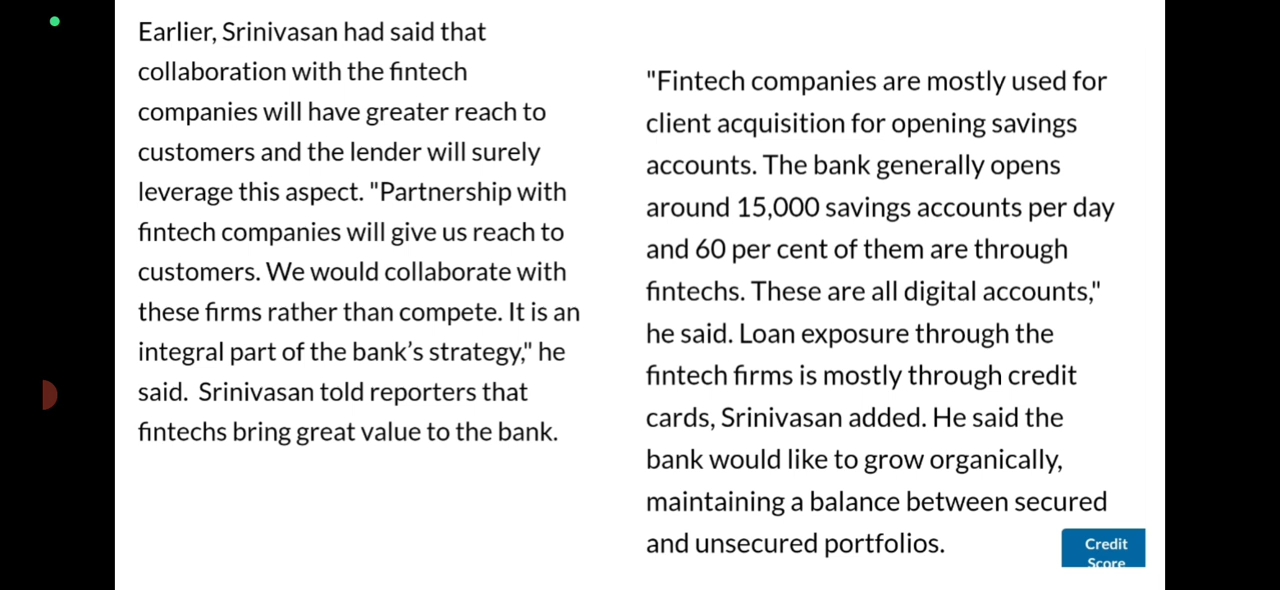 Earlier, Srinivasan had said that
collaboration with the fintech
companies will have greater reach to
customers and the lender will surely
leverage this aspect. "Partnership with
fintech companies will give us reach to
customers. We would collaborate with
these firms rather than compete. It is an
integral part of the bank’s strategy," he
said.  Srinivasan told reporters that
fintechs bring great value to the bank.
"Fintech companies are mostly used for
client acquisition for opening savings
accounts. The bank generally opens
around 15,000 savings accounts per day
and 60 per cent of them are through
fintechs. These are all digital accounts,"
he said. Loan exposure through the
fintech firms is mostly through credit
cards, Srinivasan added. He said the
bank would like to grow organically,
maintaining a balance between secured
and unsecured portfolios.
Credit
Score